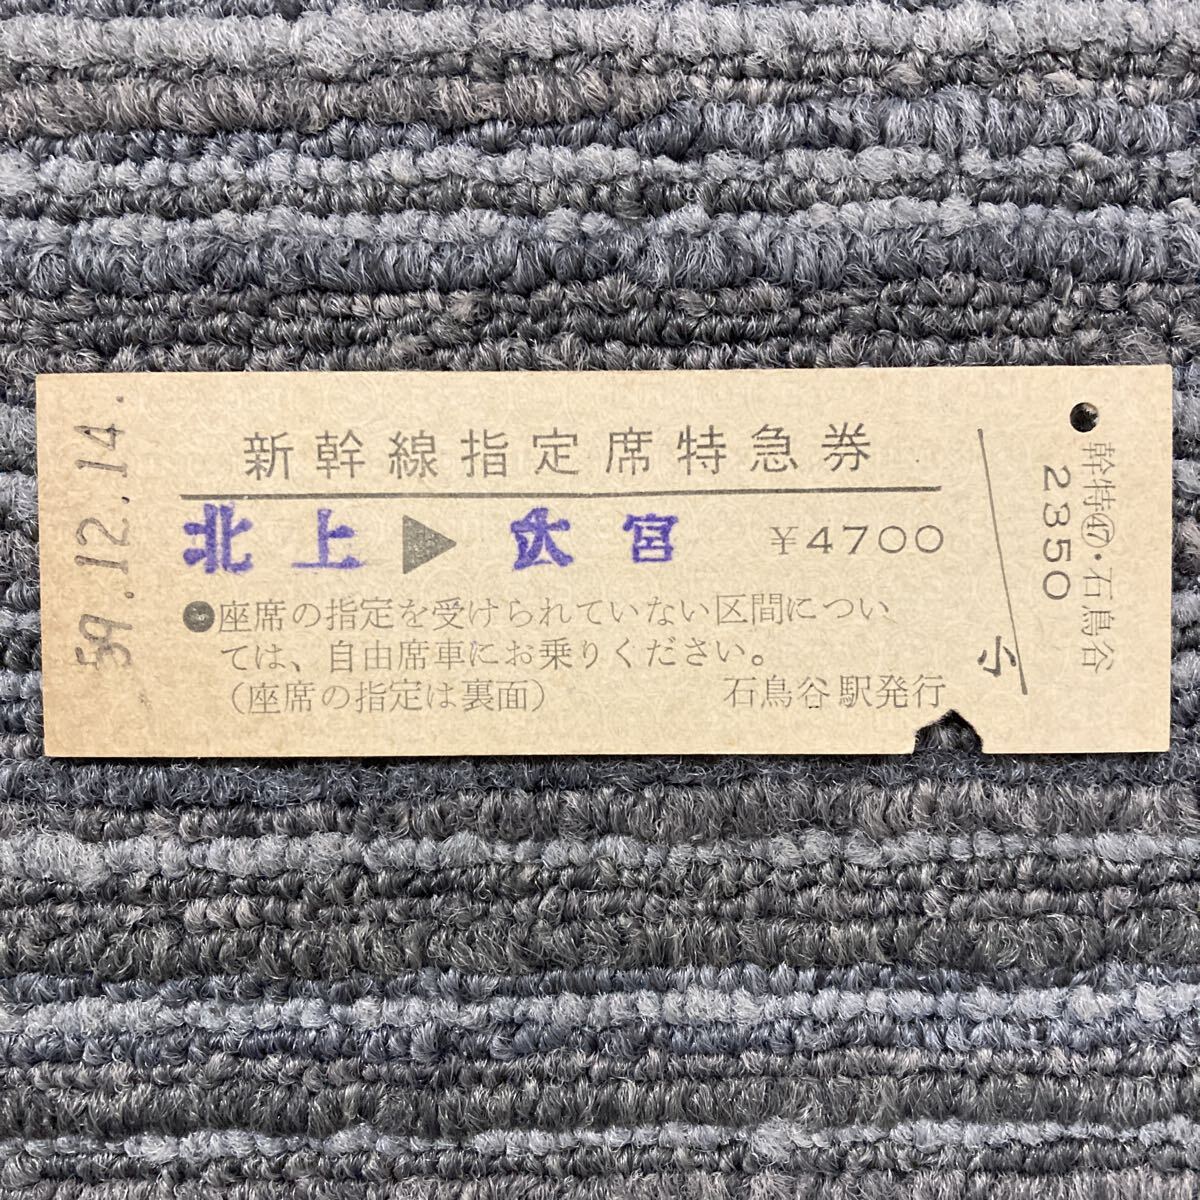 59.12.14.
新幹線指定席特急券
北上▶大宮 ￥4700
●座席の指定を受けられていない区間につい
ては、自由席車にお乗りください。
(座席の指定は裏面) 石鳥谷駅発行
小
幹特㊼・石鳥谷
2350